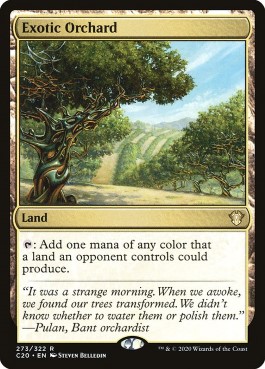 Exotic Orchard
Land
: Add one mana of any color that
a land an opponent controls could
produce.
“It was a strange morning. When we awoke,
we found our trees transformed. We didn’t
know whether to water them or polish them.”
—Pulan, Bant orchardist
273/322 R
C20 • EN Steven Belledin
™ & © 2020 Wizards of the Coast